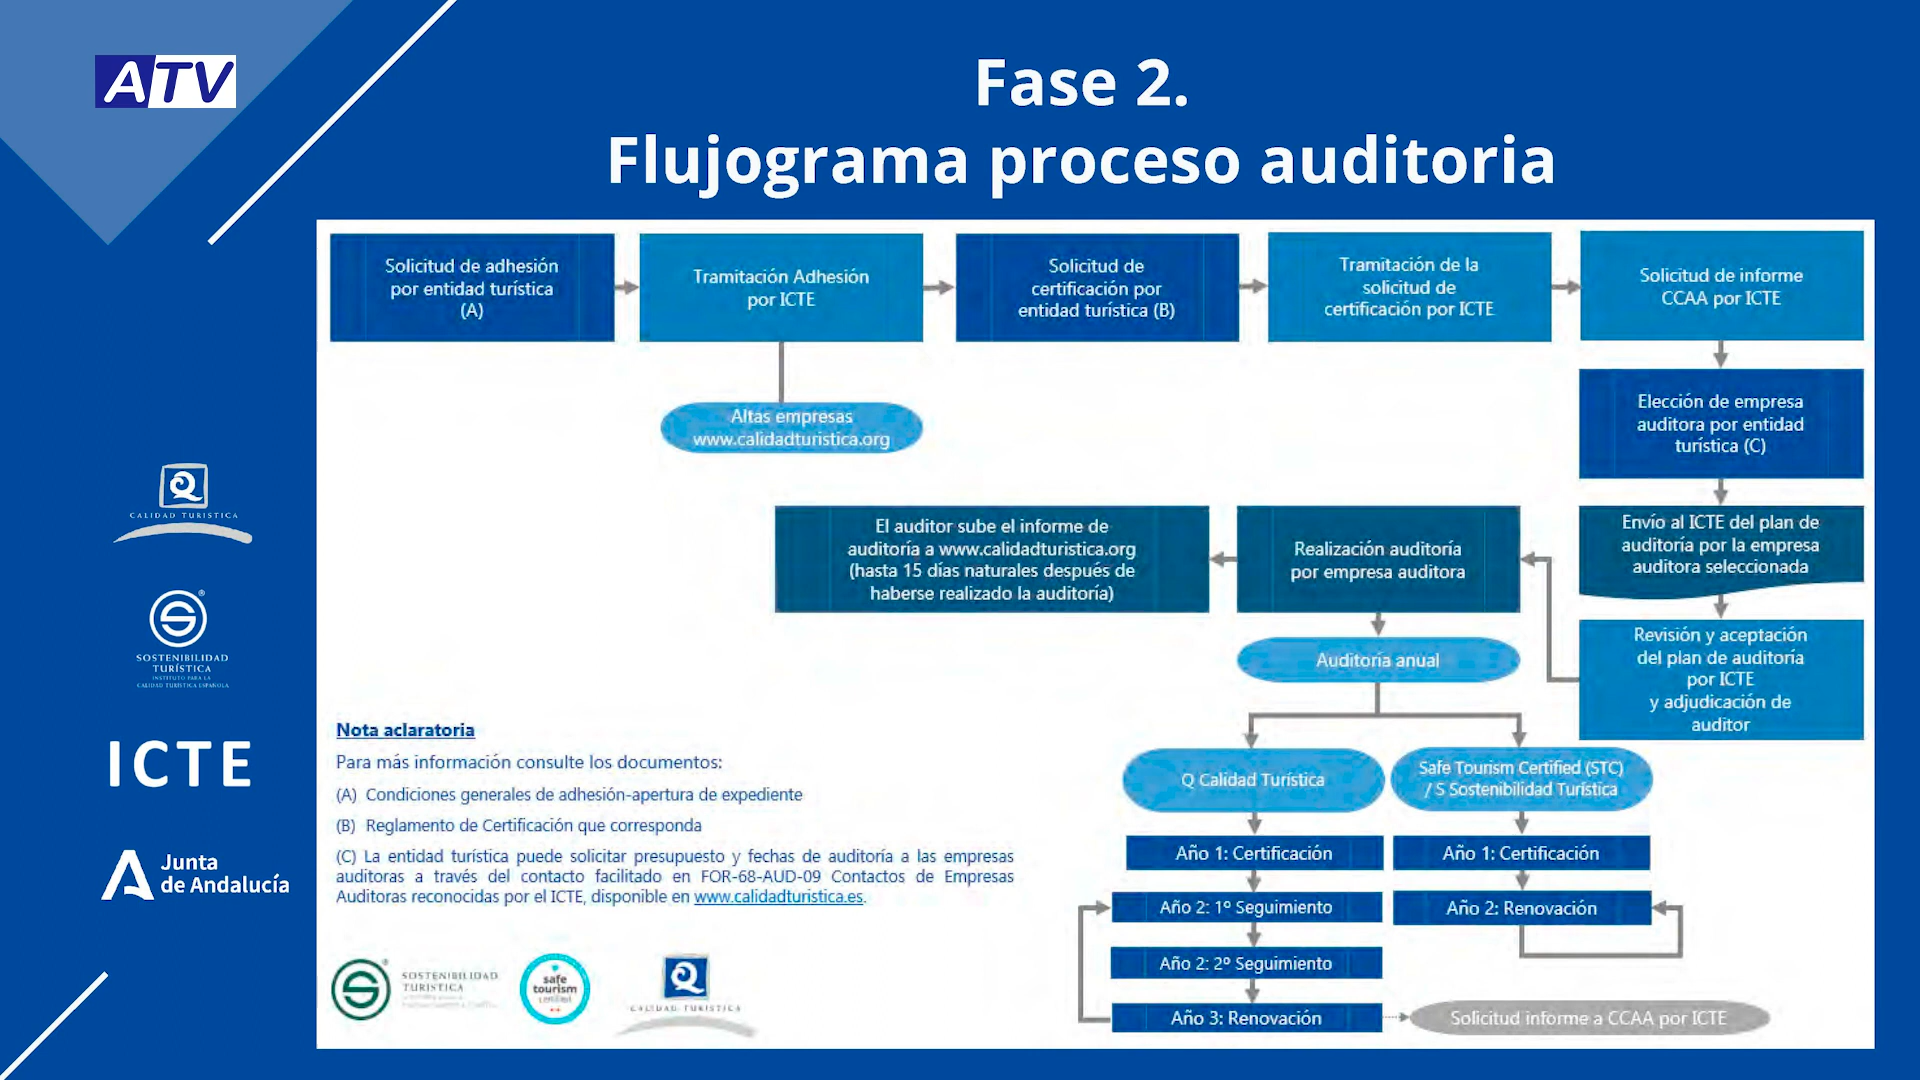 ATV
Fase 2.
Flujograma proceso auditoria
Solicitud de adhesión
por entidad turística
(A)
Tramitación Adhesión
por ICTE
Solicitud de
certificación por
entidad turística (B)
Tramitación de la
solicitud de
certificación por ICTE
Solicitud de informe
CCAA por ICTE
Altas empresas
www.calidadturistica.org
Elección de empresa
auditora por entidad
turística (C)
Envío al ICTE del plan de
auditoría por la empresa
auditora seleccionada
Revisión y aceptación
del plan de auditoría
por ICTE
y adjudicación de
auditor
Realización auditoría
por empresa auditora
El auditor sube el informe de
auditoría a www.calidadturistica.org
(hasta 15 días naturales después de
haberse realizado la auditoría)
Auditoría anual
Q Calidad Turística
Año 1: Certificación
Año 2: 1º Seguimiento
Año 2: 2º Seguimiento
Año 3: Renovación
Solicitud informe a CCAA por ICTE
Safe Tourism Certified (STC)
/ S Sostenibilidad Turística
Año 1: Certificación
Año 2: Renovación
Nota aclaratoria
Para más información consulte los documentos:
(A) Condiciones generales de adhesión-apertura de expediente
(B) Reglamento de Certificación que corresponda
(C) La entidad turística puede solicitar presupuesto y fechas de auditoría a las empresas
auditoras a través del contacto facilitado en FOR-68-AUD-09 Contactos de Empresas
Auditoras reconocidas por el ICTE, disponible en www.calidadturistica.es.
SOSTENIBILIDAD
TURÍSTICA
safe
tourism
certified
Q
CALIDAD TURISTICA
Q
CALIDAD TURISTICA
S
®
SOSTENIBILIDAD
TURÍSTICA
INSTITUTO PARA LA
CALIDAD TURISTICA ESPAÑOLA
ICTE
Junta
de Andalucía